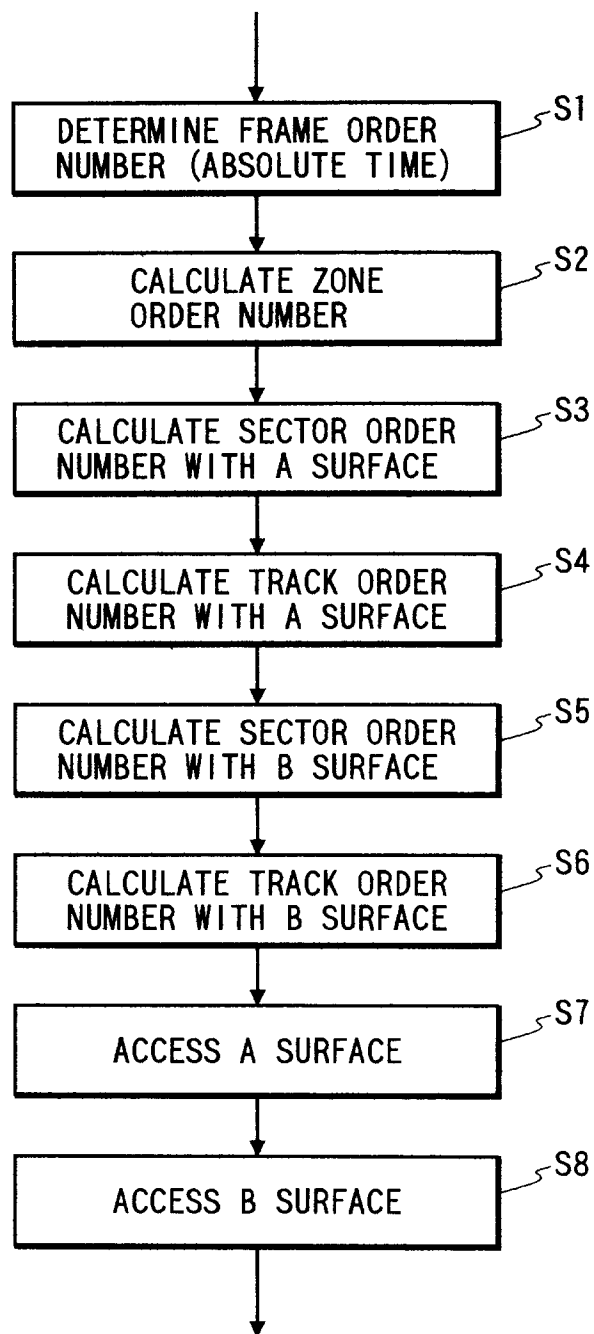 S1
DETERMINE FRAME ORDER
NUMBER (ABSOLUTE TIME)
S2
CALCULATE ZONE
ORDER NUMBER
S3
CALCULATE SECTOR ORDER
NUMBER WITH A SURFACE
S4
CALCULATE TRACK ORDER
NUMBER WITH A SURFACE
S5
CALCULATE SECTOR ORDER
NUMBER WITH B SURFACE
S6
CALCULATE TRACK ORDER
NUMBER WITH B SURFACE
S7
ACCESS A SURFACE
S8
ACCESS B SURFACE